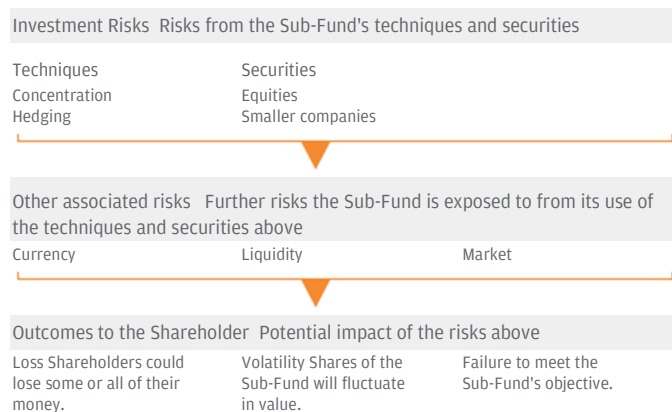 Investment Risks Risks from the Sub-Fund's techniques and securities
Techniques
Concentration
Hedging
Securities
Equities
Smaller companies
Other associated risks Further risks the Sub-Fund is exposed to from its use of
the techniques and securities above
Currency
Liquidity
Market
Outcomes to the Shareholder Potential impact of the risks above
Loss Shareholders could
lose some or all of their
money.
Volatility Shares of the
Sub-Fund will fluctuate
in value.
Failure to meet the
Sub-Fund's objective.